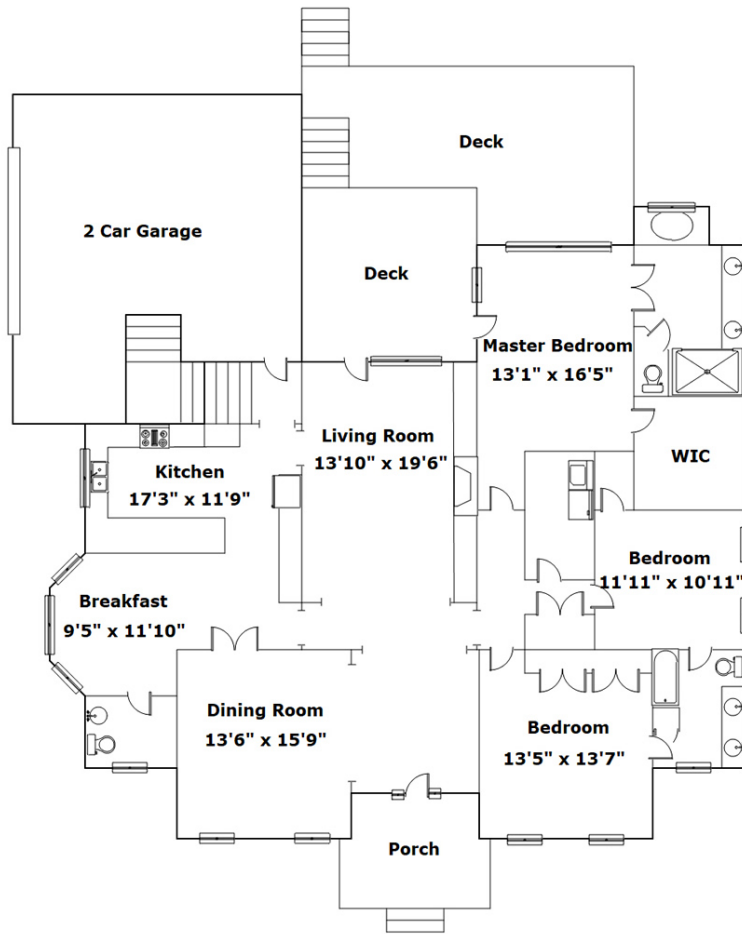 Deck
2 Car Garage
Deck
Master Bedroom
13'1" x 16'5"
Living Room
13'10" x 19'6"
WIC
Kitchen
17'3" x 11'9"
Bedroom
11'11" x 10'11"
Breakfast
9'5" x 11'10"
Dining Room
13'6" x 15'9"
Bedroom
13'5" x 13'7"
Porch